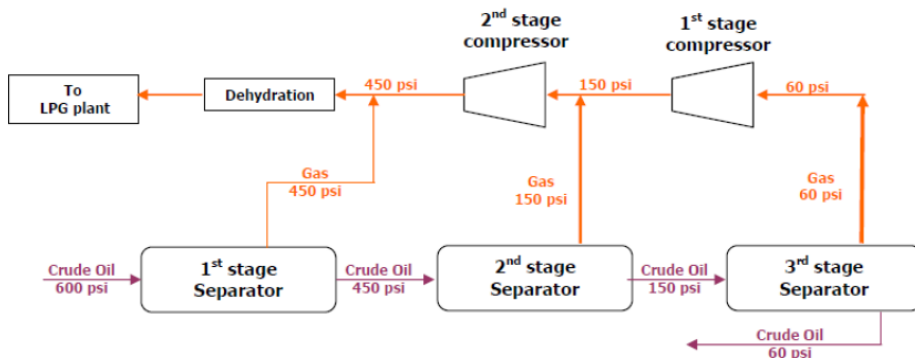 2nd stage
compressor
1st stage
compressor
To
LPG plant
Dehydration
450 psi
150 psi
60 psi
Gas
450 psi
Gas
150 psi
Gas
60 psi
Crude Oil
600 psi
1st stage
Separator
Crude Oil
450 psi
2nd stage
Separator
Crude Oil
150 psi
3rd stage
Separator
Crude Oil
60 psi